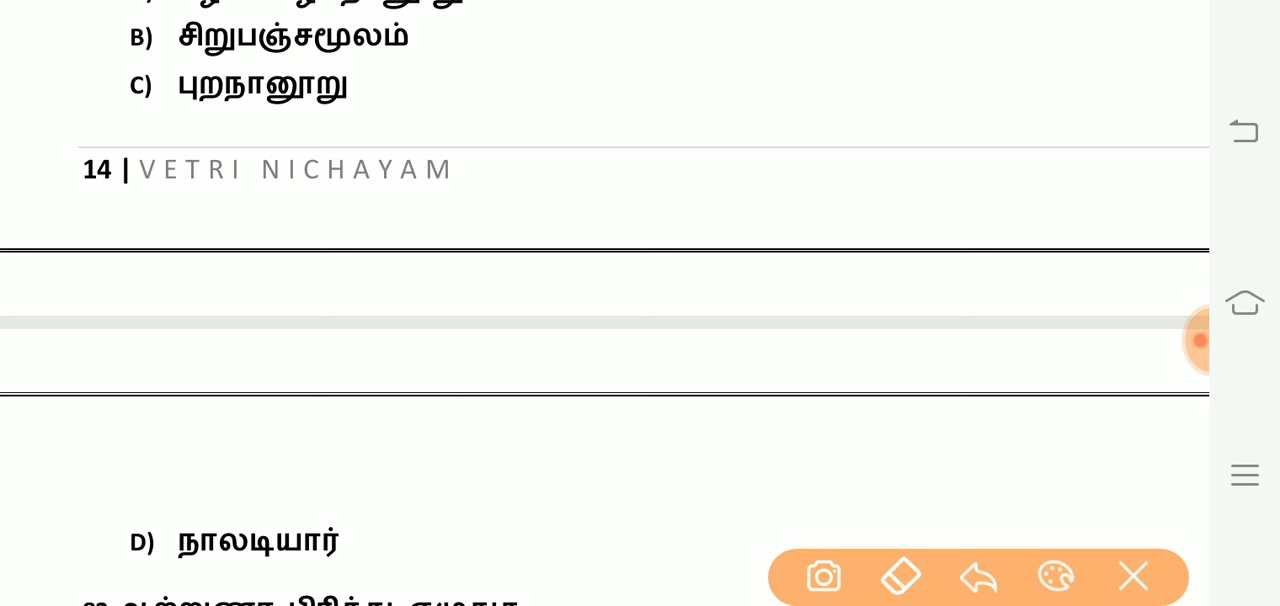 B) சிறுபஞ்சமூலம்
C) புறநானூறு
14 | VETRI NICHAYAM
D) நாலடியார்